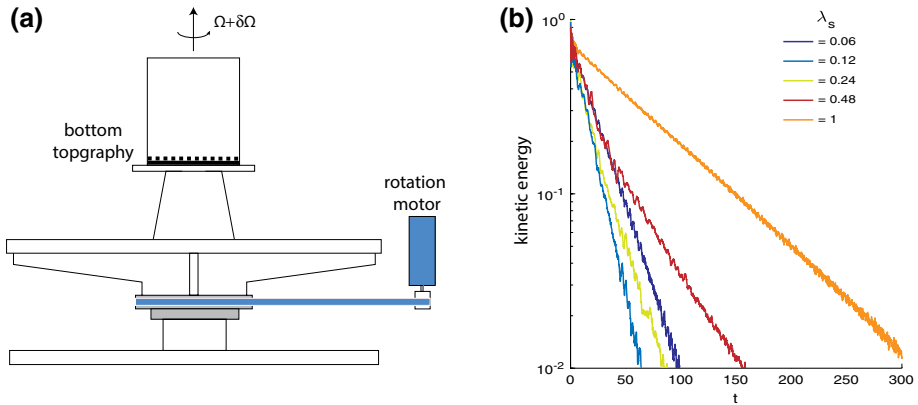 (a)
Ω+δΩ
bottom
topgraphy
rotation
motor
(b)
kinetic energy
10⁰
10⁻¹
10⁻²
0 50 100 150 200 250 300
t
λₛ
= 0.06
= 0.12
= 0.24
= 0.48
= 1